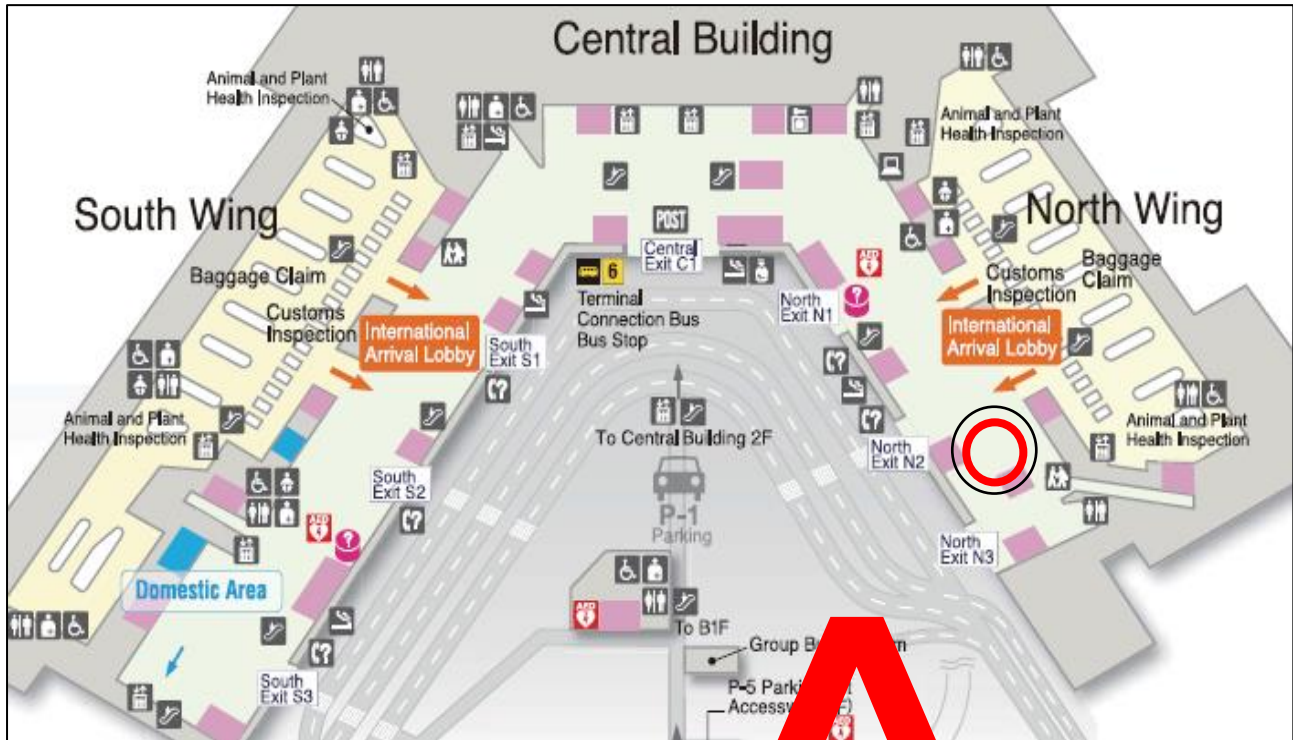 Central Building
Animal and Plant
Health Inspection
Animal and Plant
Health Inspection
South Wing
North Wing
POST
Central
Exit C1
AED
Baggage Claim
6
Terminal
Connection Bus
Bus Stop
North
Exit N1
Customs
Inspection
Baggage
Claim
Customs
Inspection
International
Arrival Lobby
South
Exit S1
International
Arrival Lobby
Animal and Plant
Health Inspection
To Central Building 2F
North
Exit N2
Animal and Plant
Health Inspection
South
Exit S2
P-1
Parking
AED
North
Exit N3
Domestic Area
AED
To B1F
Group
South
Exit S3
P-5
AED